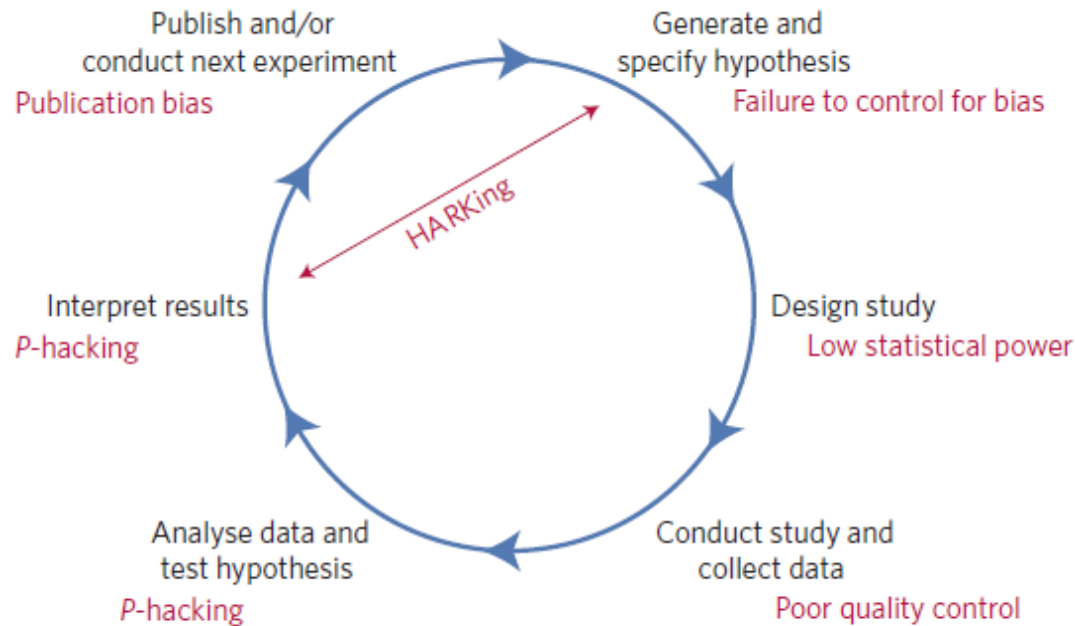 Publish and/or
conduct next experiment
Publication bias
Generate and
specify hypothesis
Failure to control for bias
HARKing
Interpret results
P-hacking
Design study
Low statistical power
Analyse data and
test hypothesis
P-hacking
Conduct study and
collect data
Poor quality control